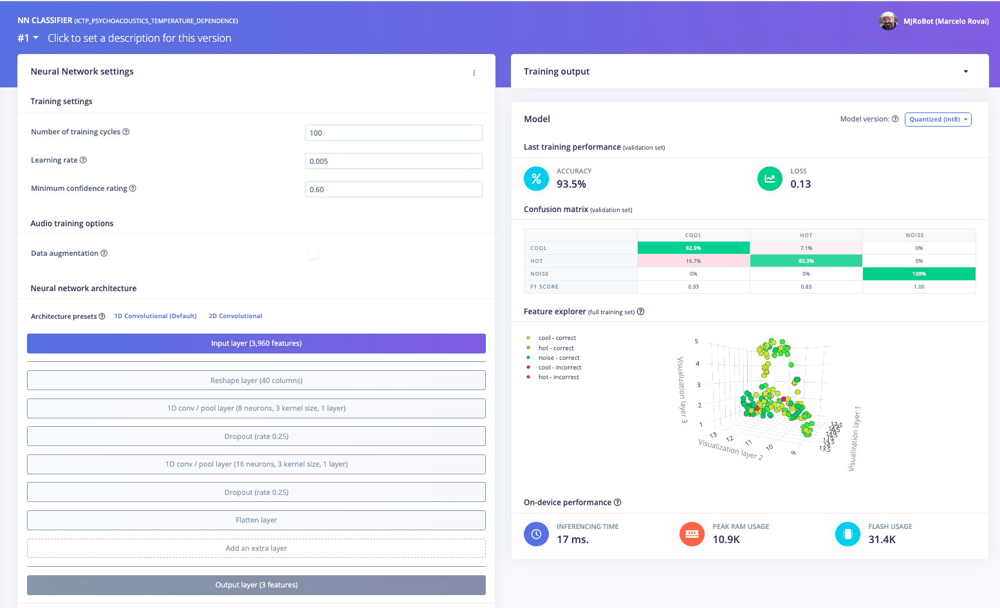 NN CLASSIFIER (ICTP_PSYCHOACOUSTICS_TEMPERATURE_DEPENDENCE)
MJRoBot (Marcelo Rovai)
#1 Click to set a description for this version
Neural Network settings
Training settings
Number of training cycles
100
Learning rate
0.005
Minimum confidence rating
0.60
Audio training options
Data augmentation
Neural network architecture
Architecture presets 1D Convolutional (Default) 2D Convolutional
Input layer (3,960 features)
Reshape layer (40 columns)
1D conv / pool layer (8 neurons, 3 kernel size, 1 layer)
Dropout (rate 0.25)
1D conv / pool layer (16 neurons, 3 kernel size, 1 layer)
Dropout (rate 0.25)
Flatten layer
Add an extra layer
Output layer (3 features)
Training output
Model
Model version: Quantized (int8)
Last training performance (validation set)
% ACCURACY
93.5%
LOSS
0.13
Confusion matrix (validation set)
COOL HOT NOISE
COOL 92.9% 7.1% 0%
HOT 16.7% 83.3% 0%
NOISE 0% 0% 100%
F1 SCORE 0.93 0.83 1.00
Feature explorer (full training set)
cool - correct
hot - correct
noise - correct
cool - incorrect
hot - incorrect
5
4
3
2
1
Visualization layer 3
13
12
11
10
9
Visualization layer 2
17.5
15.5
14.5
13.5
Visualization layer 1
On-device performance
INFERENCING TIME
17 ms.
PEAK RAM USAGE
10.9K
FLASH USAGE
31.4K